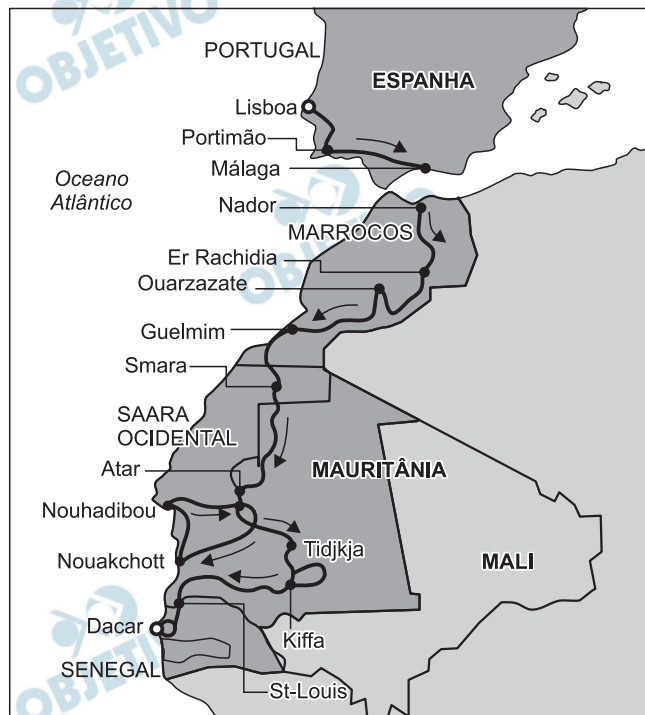 OBJETIVO
PORTUGAL
ESPANHA
Lisboa
Portimão
Málaga
Oceano
Atlântico
Nador
MARROCOS
OBJETIVO
Er Rachidia
Ouarzazate
Guelmim
Smara
SAARA
OCIDENTAL
Atar
MAURITÂNIA
Nouhadibou
Tidjkja
Nouakchott
MALI
Dacar
Kiffa
SENEGAL
St-Louis
OBJETIVO